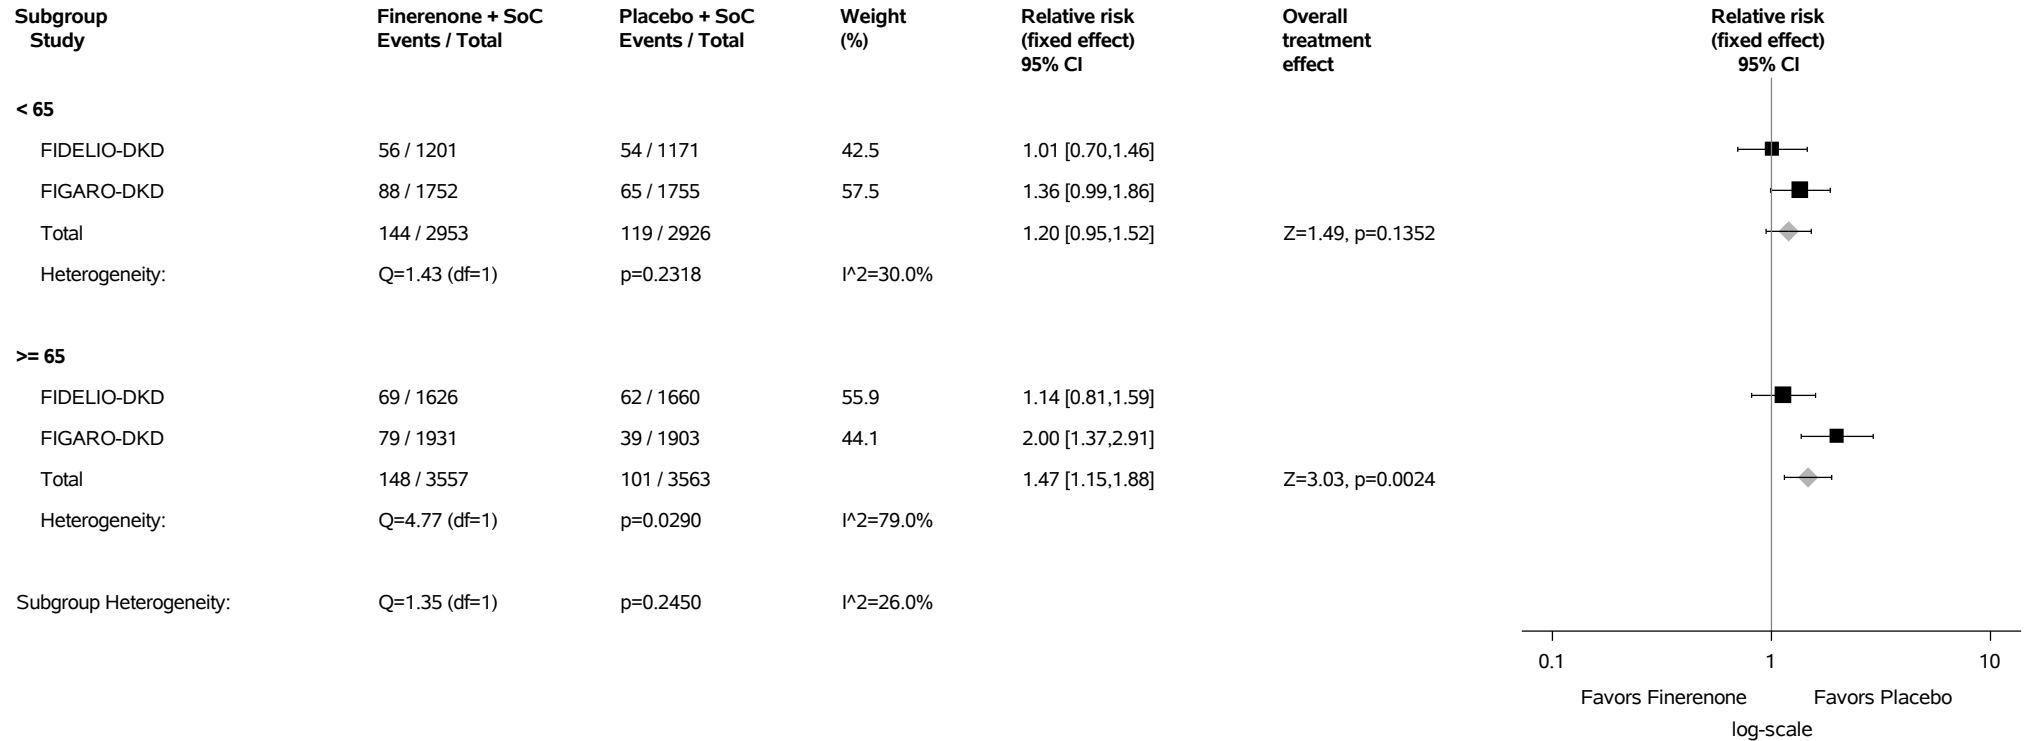 Subgroup Finerenone + SoC Placebo + SoC Weight Relative risk Overall Relative risk
Study Events / Total Events / Total (%) (fixed effect) treatment (fixed effect)
95% CI effect 95% CI
< 65
FIDELIO-DKD 56 / 1201 54 / 1171 42.5 1.01 [0.70,1.46]
FIGARO-DKD 88 / 1752 65 / 1755 57.5 1.36 [0.99,1.86]
Total 144 / 2953 119 / 2926 1.20 [0.95,1.52] Z=1.49, p=0.1352
Heterogeneity: Q=1.43 (df=1) p=0.2318 I^2=30.0%
>= 65
FIDELIO-DKD 69 / 1626 62 / 1660 55.9 1.14 [0.81,1.59]
FIGARO-DKD 79 / 1931 39 / 1903 44.1 2.00 [1.37,2.91]
Total 148 / 3557 101 / 3563 1.47 [1.15,1.88] Z=3.03, p=0.0024
Heterogeneity: Q=4.77 (df=1) p=0.0290 I^2=79.0%
Subgroup Heterogeneity: Q=1.35 (df=1) p=0.2450 I^2=26.0%
0.1 1 10
Favors Finerenone Favors Placebo
log-scale